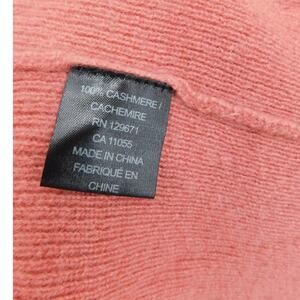 100% CASHMERE /
CACHEMIRE
RN 129671
CA 11055
MADE IN CHINA
FABRIQUÉ EN
CHINE